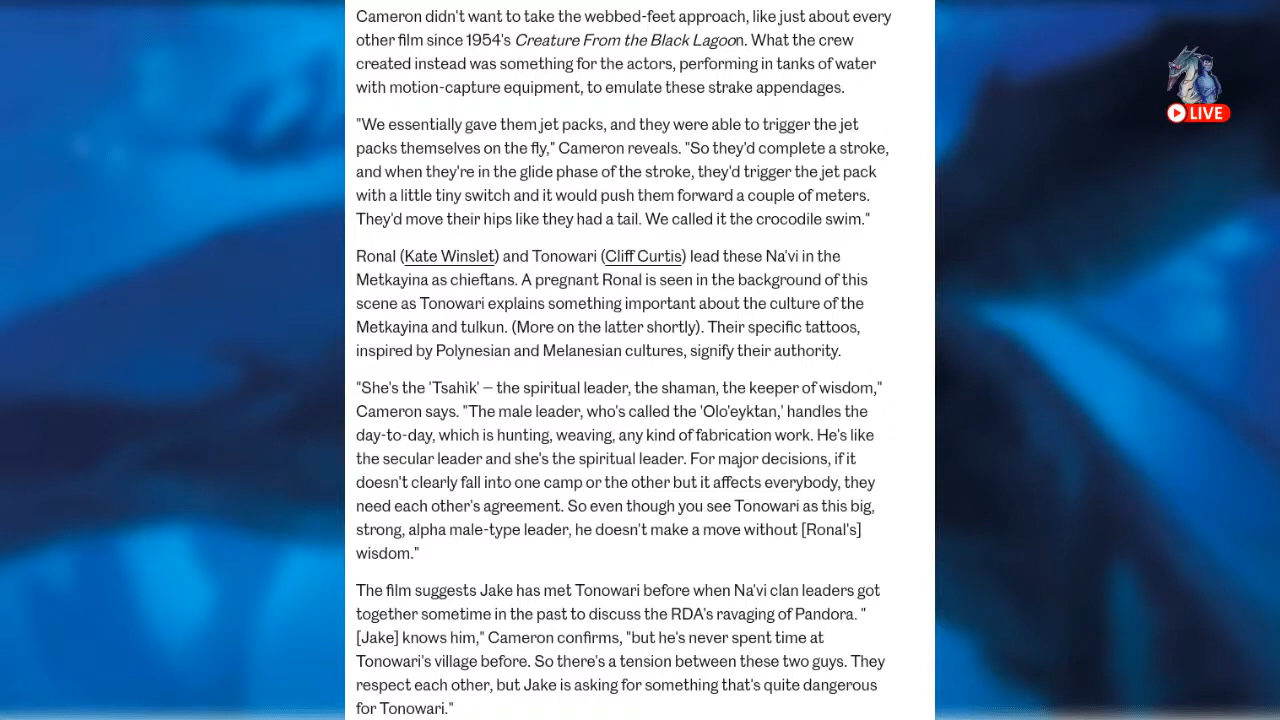 Cameron didn't want to take the webbed-feet approach, like just about every
other film since 1954's Creature From the Black Lagoon. What the crew
created instead was something for the actors, performing in tanks of water
with motion-capture equipment, to emulate these strake appendages.
"We essentially gave them jet packs, and they were able to trigger the jet
packs themselves on the fly," Cameron reveals. "So they'd complete a stroke,
and when they're in the glide phase of the stroke, they'd trigger the jet pack
with a little tiny switch and it would push them forward a couple of meters.
They'd move their hips like they had a tail. We called it the crocodile swim."
Ronal (Kate Winslet) and Tonowari (Cliff Curtis) lead these Na'vi in the
Metkayina as chieftans. A pregnant Ronal is seen in the background of this
scene as Tonowari explains something important about the culture of the
Metkayina and tulkun. (More on the latter shortly). Their specific tattoos,
inspired by Polynesian and Melanesian cultures, signify their authority.
"She's the 'Tsahìk' — the spiritual leader, the shaman, the keeper of wisdom,"
Cameron says. "The male leader, who's called the 'Olo'eyktan,' handles the
day-to-day, which is hunting, weaving, any kind of fabrication work. He's like
the secular leader and she's the spiritual leader. For major decisions, if it
doesn't clearly fall into one camp or the other but it affects everybody, they
need each other's agreement. So even though you see Tonowari as this big,
strong, alpha male-type leader, he doesn't make a move without [Ronal's]
wisdom."
The film suggests Jake has met Tonowari before when Na'vi clan leaders got
together sometime in the past to discuss the RDA's ravaging of Pandora. "
[Jake] knows him," Cameron confirms, "but he's never spent time at
Tonowari's village before. So there's a tension between these two guys. They
respect each other, but Jake is asking for something that's quite dangerous
for Tonowari."
LIVE